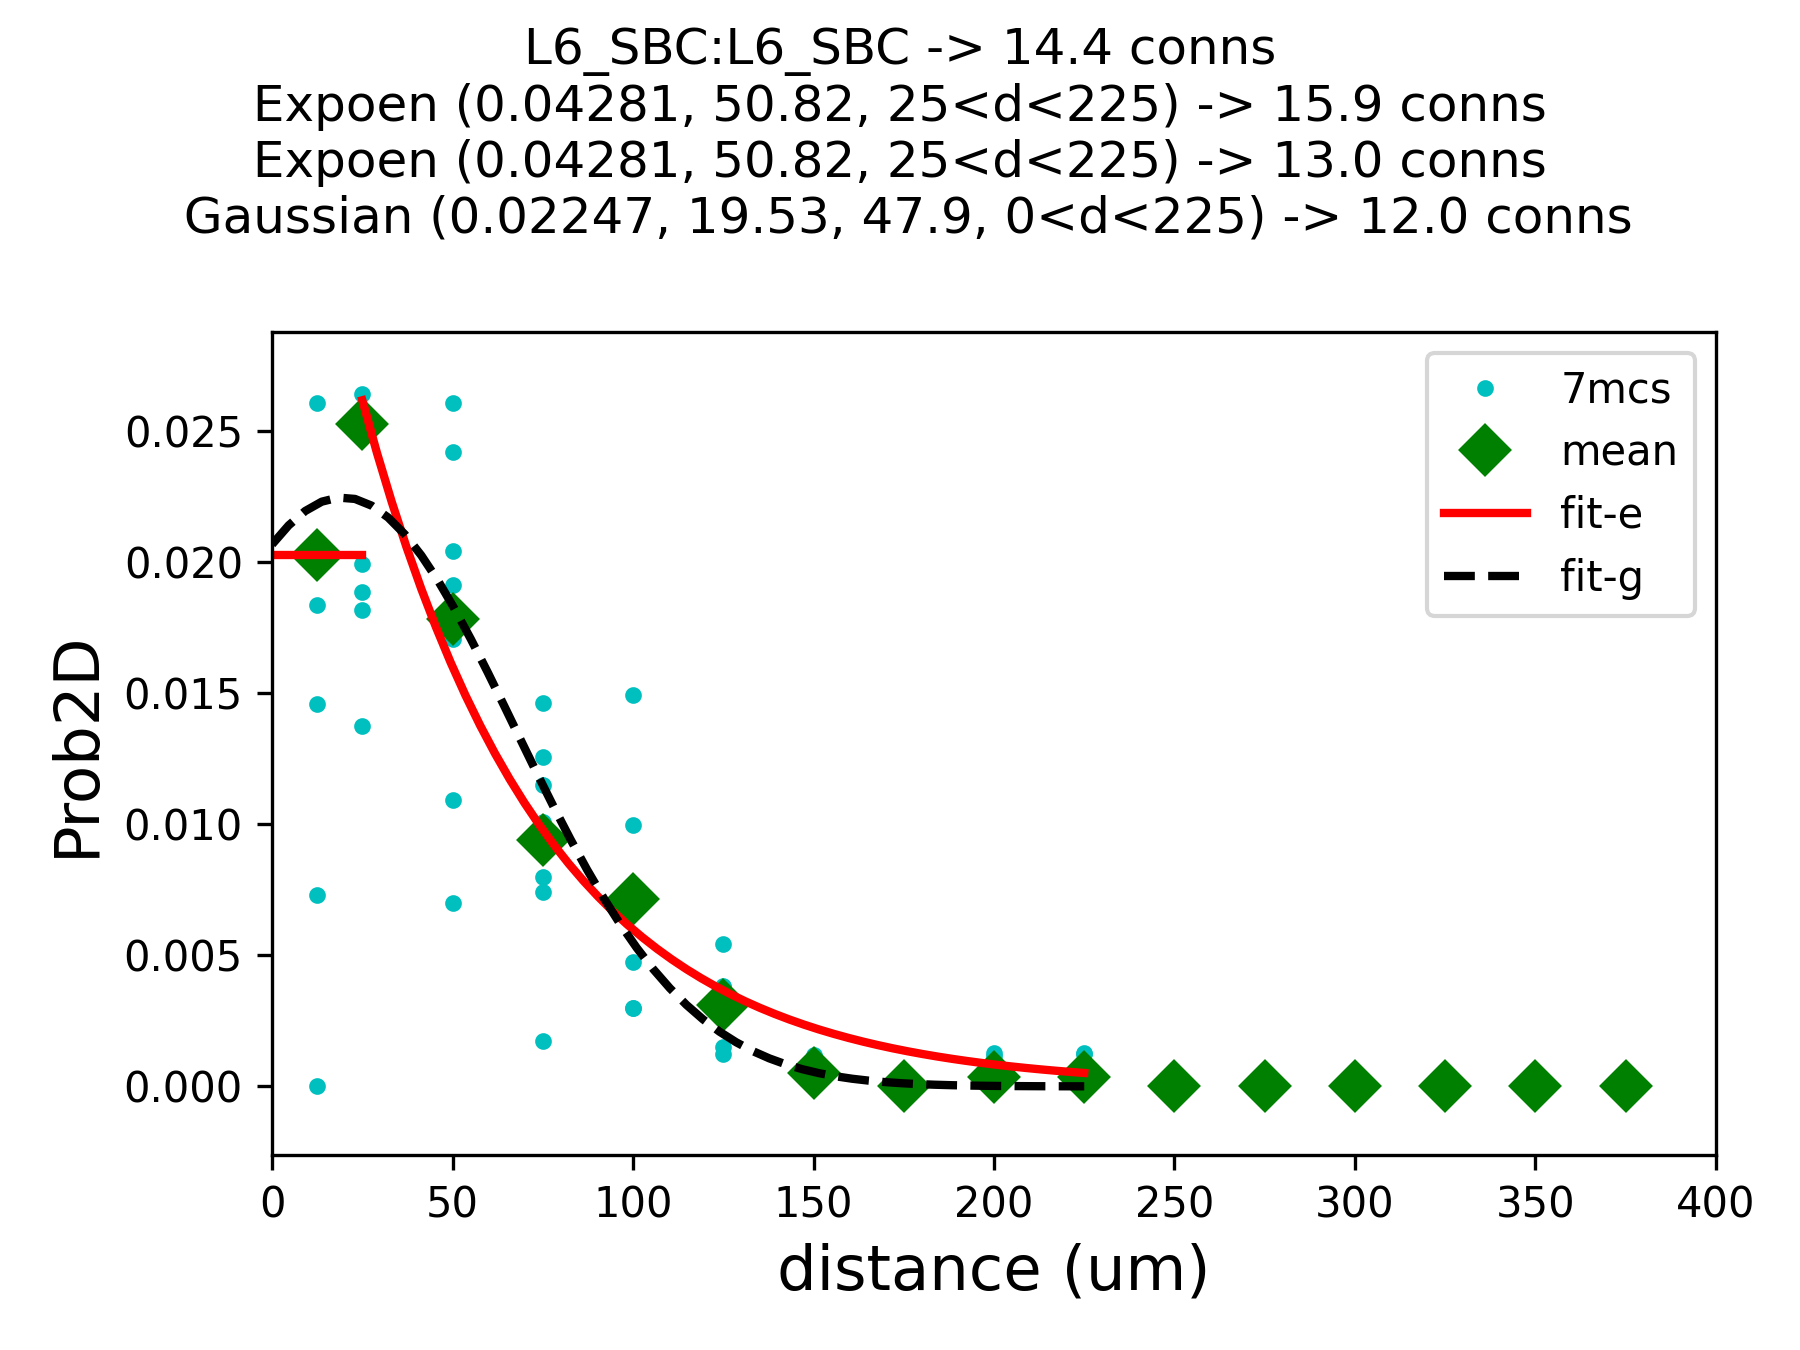 L6_SBC:L6_SBC -> 14.4 conns
Expoen (0.04281, 50.82, 25<d<225) -> 15.9 conns
Expoen (0.04281, 50.82, 25<d<225) -> 13.0 conns
Gaussian (0.02247, 19.53, 47.9, 0<d<225) -> 12.0 conns
7mcs
mean
fit-e
fit-g
Prob2D
0.025
0.020
0.015
0.010
0.005
0.000
0 50 100 150 200 250 300 350 400
distance (um)